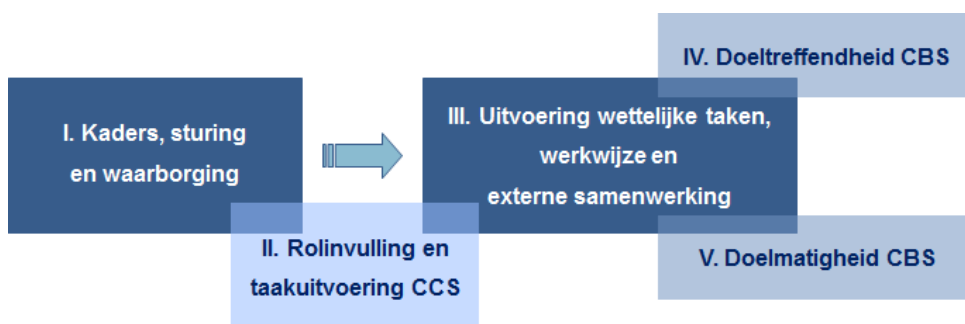 I. Kaders, sturing
en waarborging
II. Rolinvulling en
taakuitvoering CCS
III. Uitvoering wettelijke taken,
werkwijze en
externe samenwerking
IV. Doeltreffendheid CBS
V. Doelmatigheid CBS